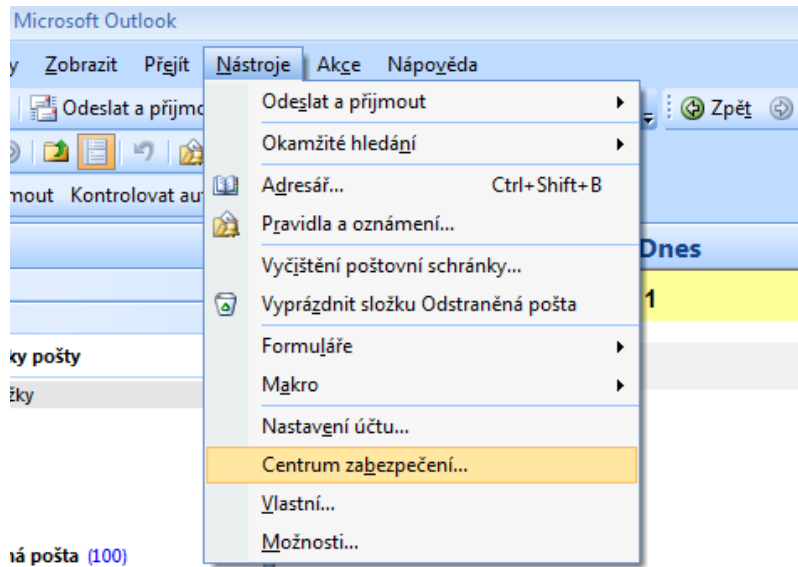 Microsoft Outlook
y Zobrazit Přejít Nástroje Akce Nápověda
Odeslat a přijmo
Zpět
mout Kontrolovat au
Odeslat a přijmout
Okamžité hledání
Adresář... Ctrl+Shift+B
Pravidla a oznámení...
Vyčištění poštovní schránky...
Vyprázdnit složku Odstraněná pošta
Formuláře
Makro
Nastavení účtu...
Centrum zabezpečení...
Vlastní...
Možnosti...
Dnes
1
ky pošty
žky
ná pošta (100)